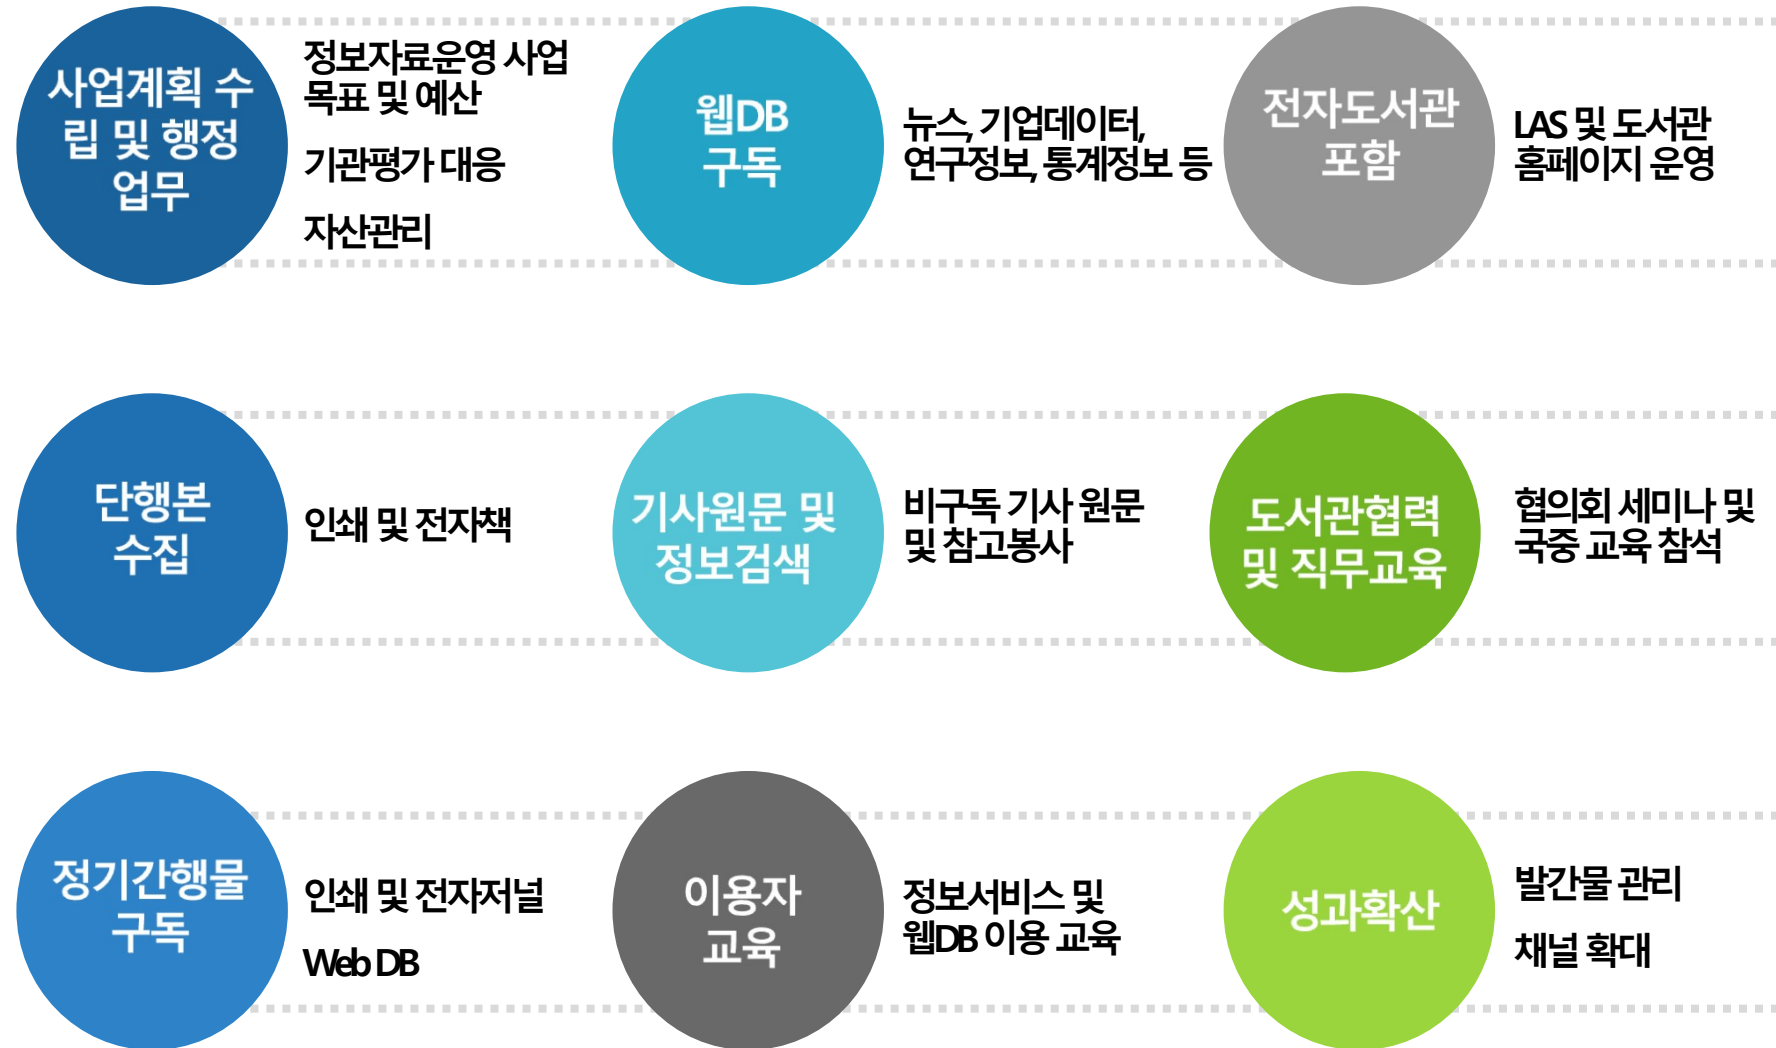 사업계획 수
립 및 행정
업무
정보자료운영 사업
목표 및 예산
기관평가 대응
자산관리
웹DB
구독
뉴스, 기업데이터,
연구정보, 통계정보 등
전자도서관
포함
LAS 및 도서관
홈페이지 운영
단행본
수집
인쇄 및 전자책
기사원문 및
정보검색
비구독 기사 원문
및 참고봉사
도서관협력
및 직무교육
협의회 세미나 및
국중 교육 참석
정기간행물
구독
인쇄 및 전자저널
Web DB
이용자
교육
정보서비스 및
웹DB 이용 교육
성과확산
발간물 관리
채널 확대